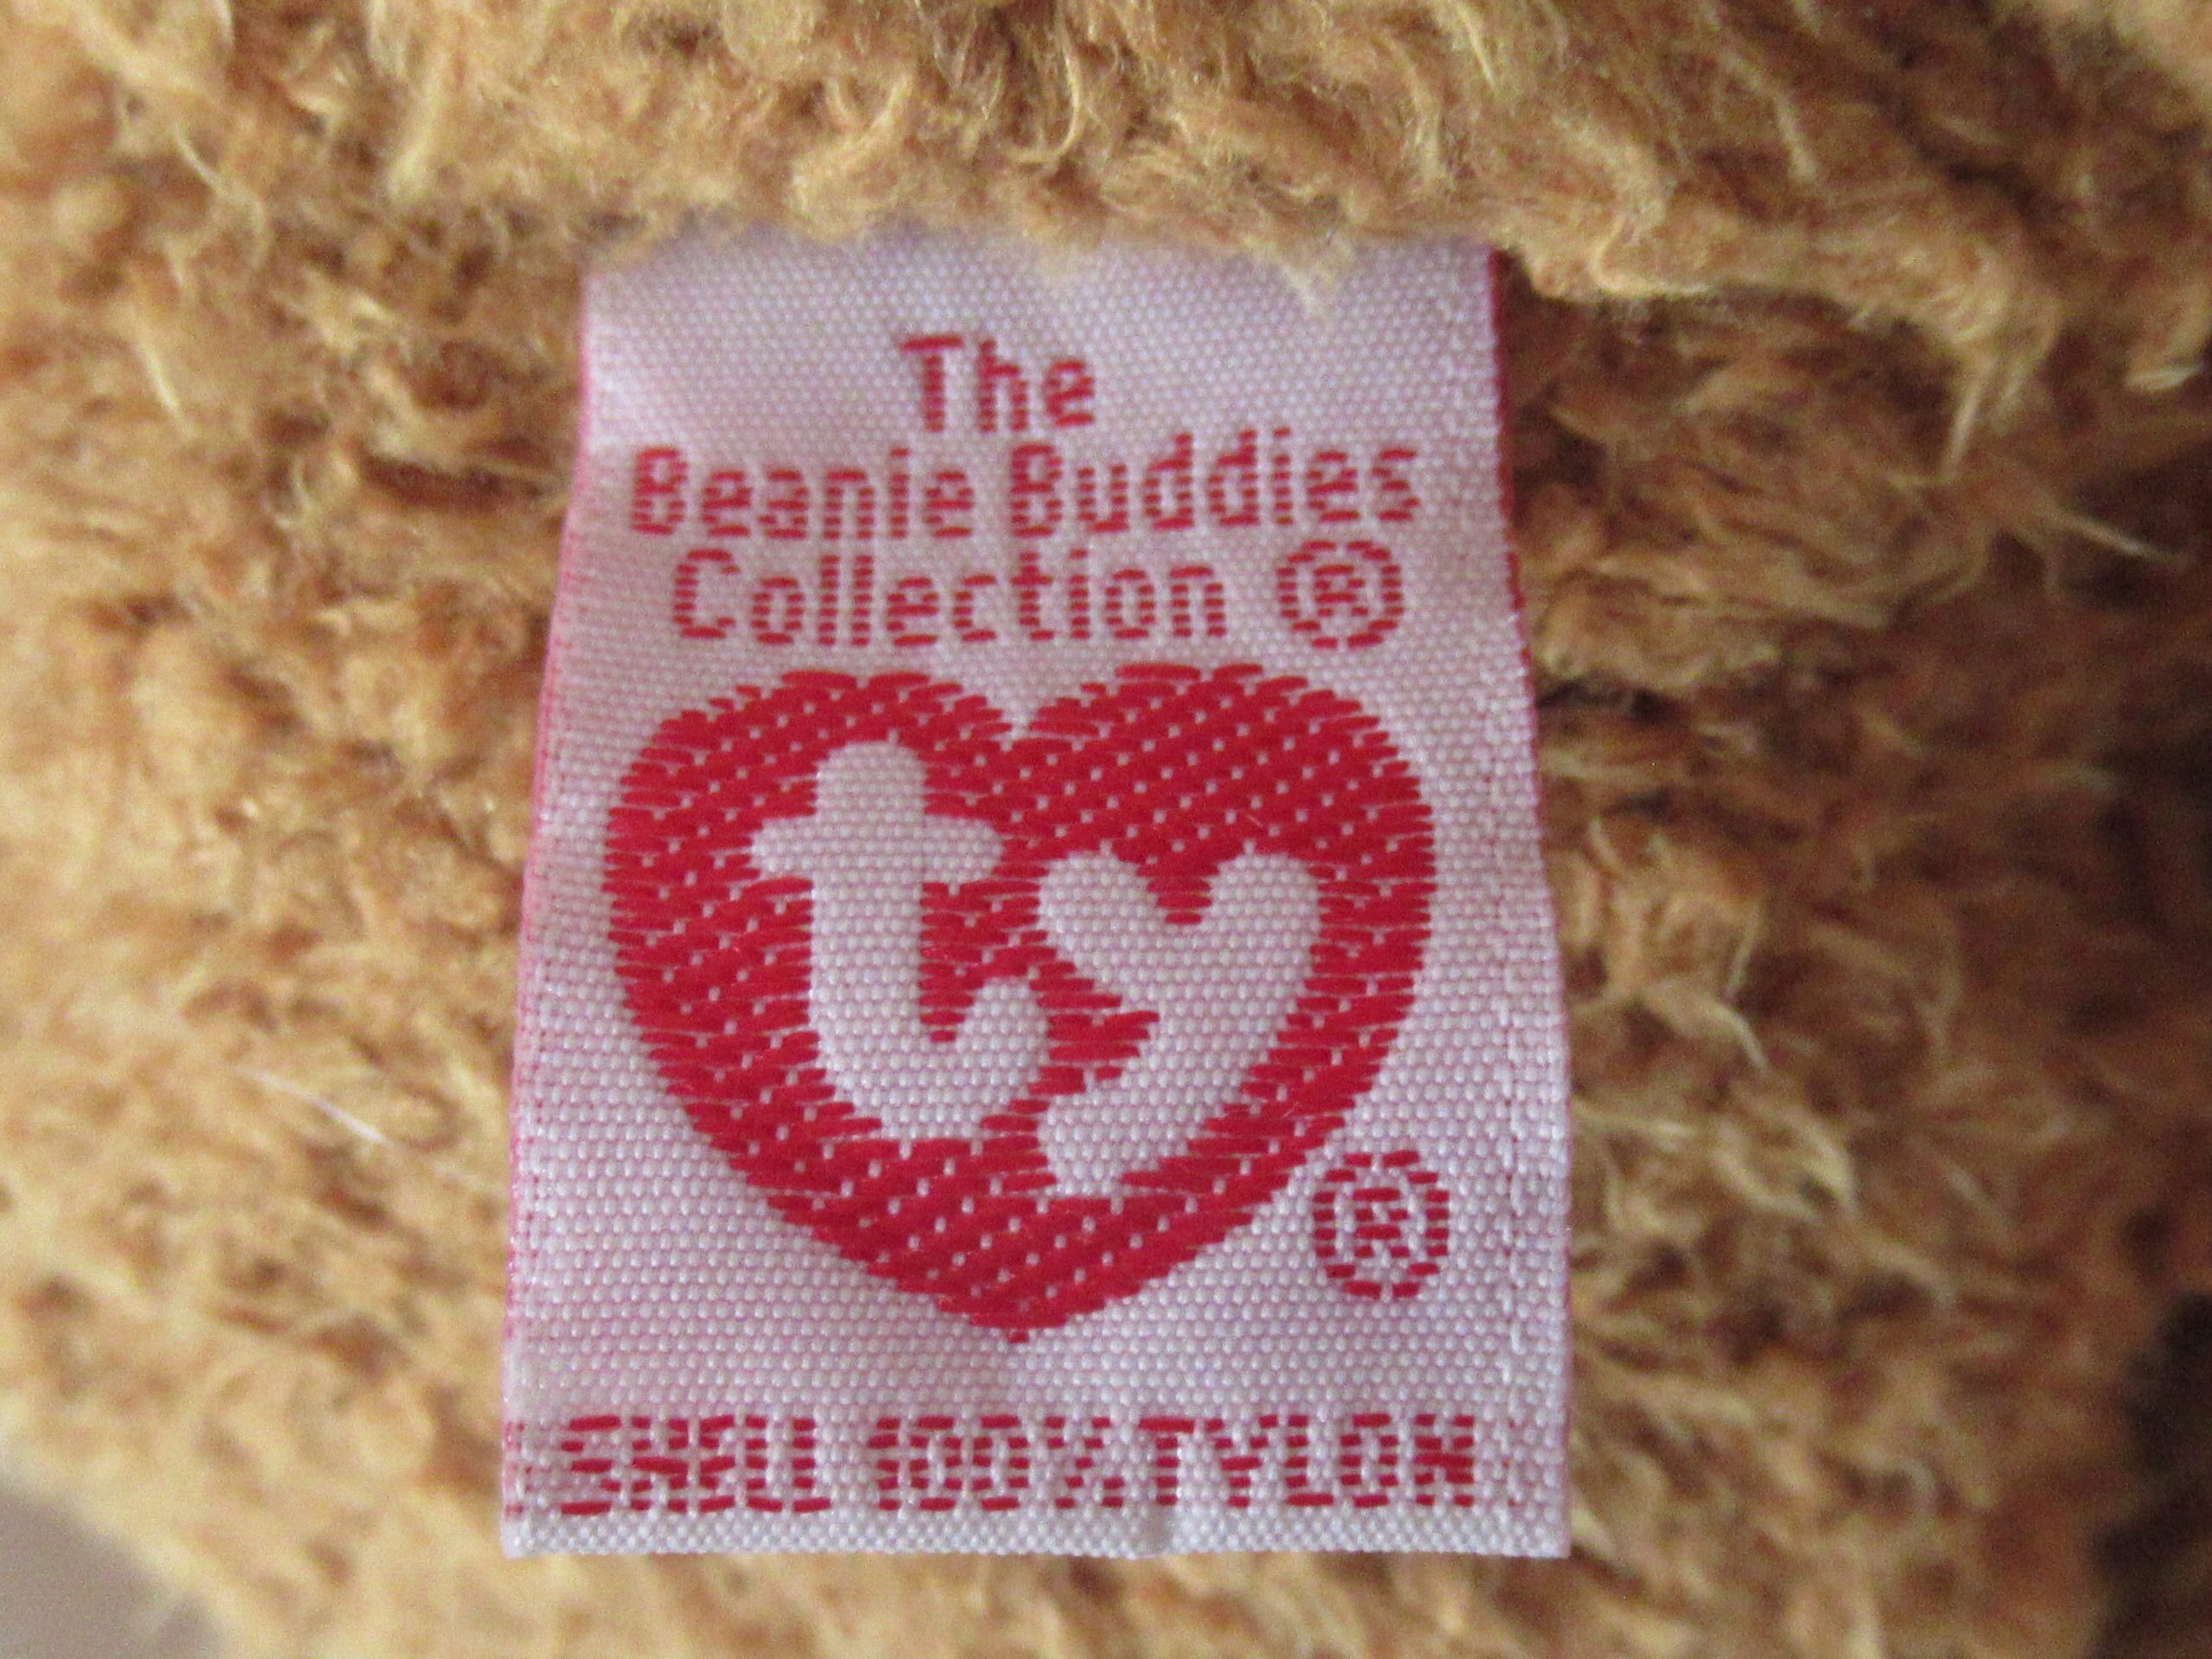 The
Beanie Buddies
Collection ®
ty
®
SHELL 100% TYLON